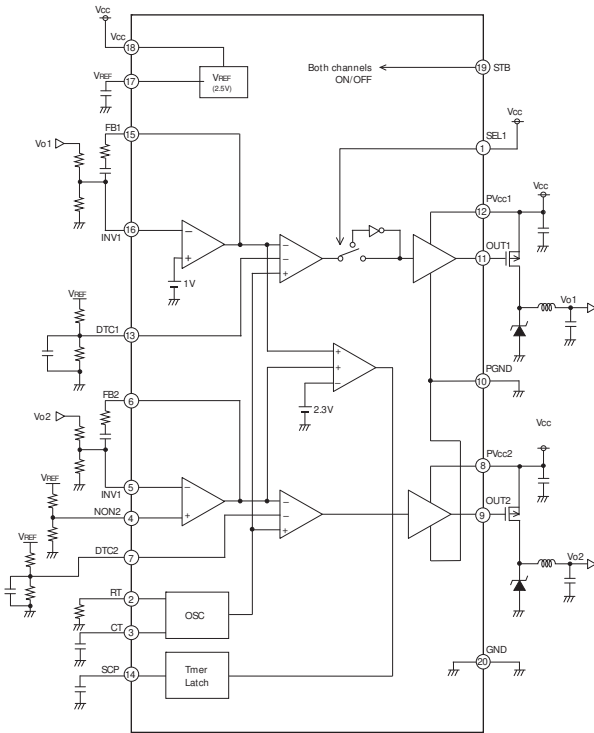 Vcc
Vcc
18
VREF
(2.5V)
VREF
17
Both channels
ON/OFF
19
STB
FB1
15
Vo1
Vcc
SEL1
1
PVcc1
Vcc
12
16
INV1
1V
OUT1
11
Vo1
VREF
DTC1
13
PGND
10
FB2
6
2.3V
Vo2
Vcc
PVcc2
8
5
INV1
NON2
4
VREF
OUT2
9
VREF
DTC2
7
Vo2
RT
2
OSC
CT
3
GND
20
SCP
14
Tmer
Latch